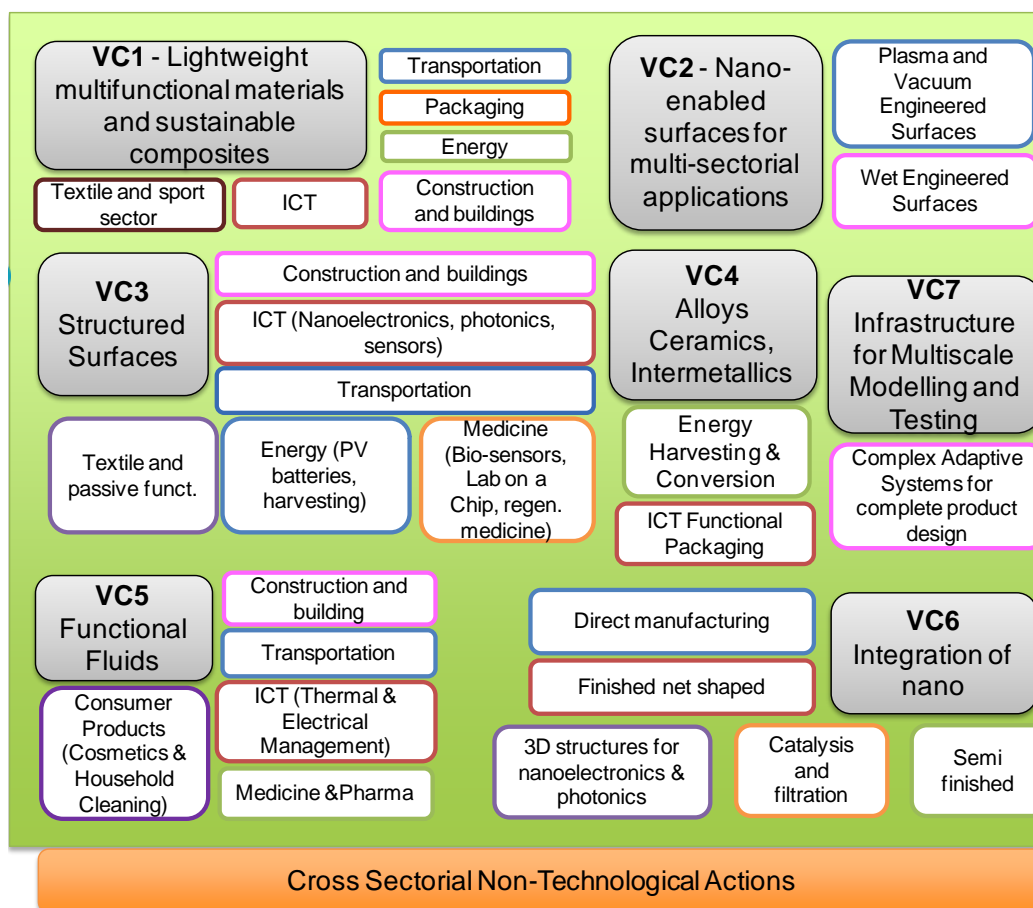 VC1 - Lightweight
multifunctional materials
and sustainable
composites
Transportation
Packaging
Energy
Construction
and buildings
Textile and sport
sector
ICT
VC2 - Nano-
enabled
surfaces for
multi-sectorial
applications
Plasma and
Vacuum
Engineered
Surfaces
Wet Engineered
Surfaces
VC3
Structured
Surfaces
Construction and buildings
ICT (Nanoelectronics, photonics,
sensors)
Transportation
Textile and
passive funct.
Energy (PV
batteries,
harvesting)
Medicine
(Bio-sensors,
Lab on a
Chip, regen.
medicine)
VC4
Alloys
Ceramics,
Intermetallics
Energy
Harvesting &
Conversion
ICT Functional
Packaging
VC7
Infrastructure
for Multiscale
Modelling and
Testing
Complex Adaptive
Systems for
complete product
design
VC5
Functional
Fluids
Construction and
building
Transportation
ICT (Thermal &
Electrical
Management)
Medicine &Pharma
Consumer
Products
(Cosmetics &
Household
Cleaning)
Direct manufacturing
Finished net shaped
VC6
Integration of
nano
3D structures for
nanoelectronics &
photonics
Catalysis
and
filtration
Semi
finished
Cross Sectorial Non-Technological Actions